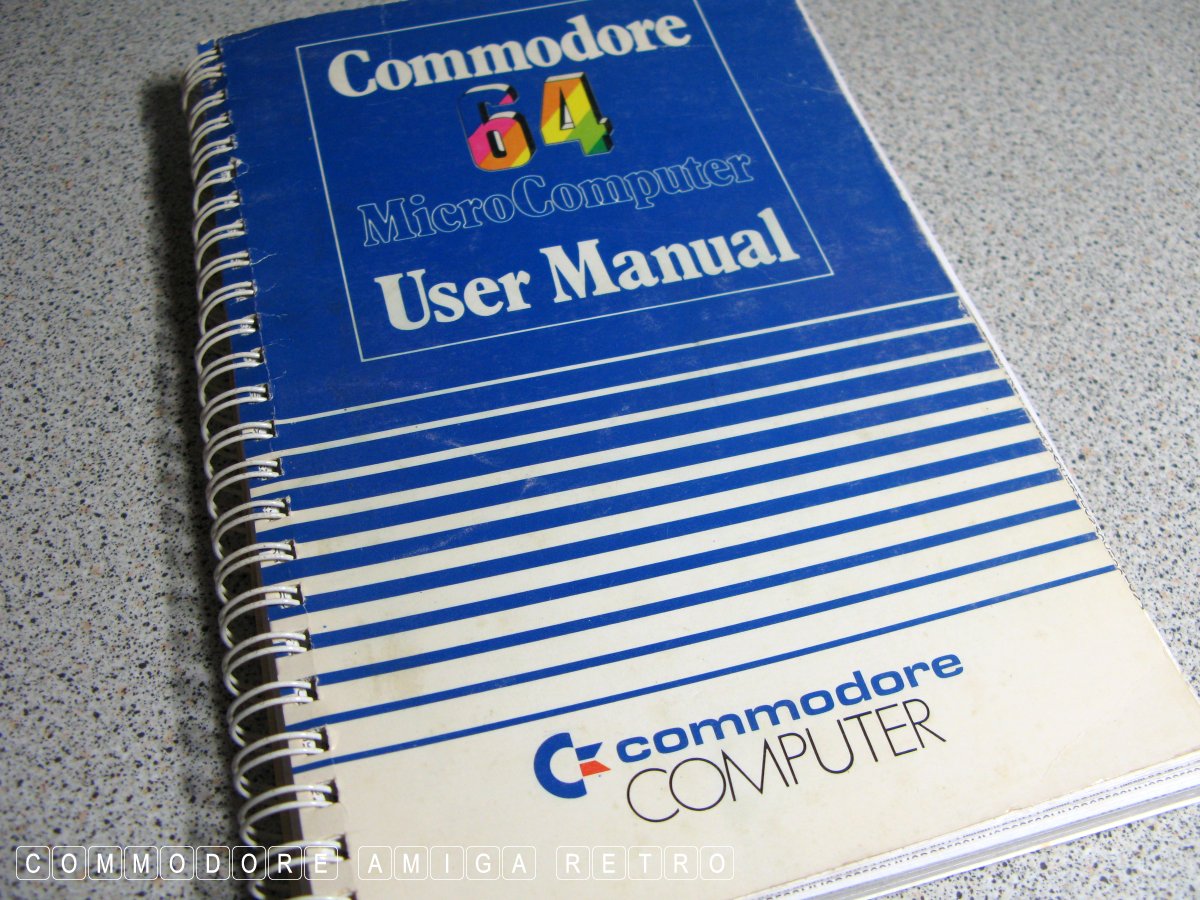 Commodore
64
MicroComputer
User Manual
commodore
COMPUTER
COMMODORE AMIGA RETRO